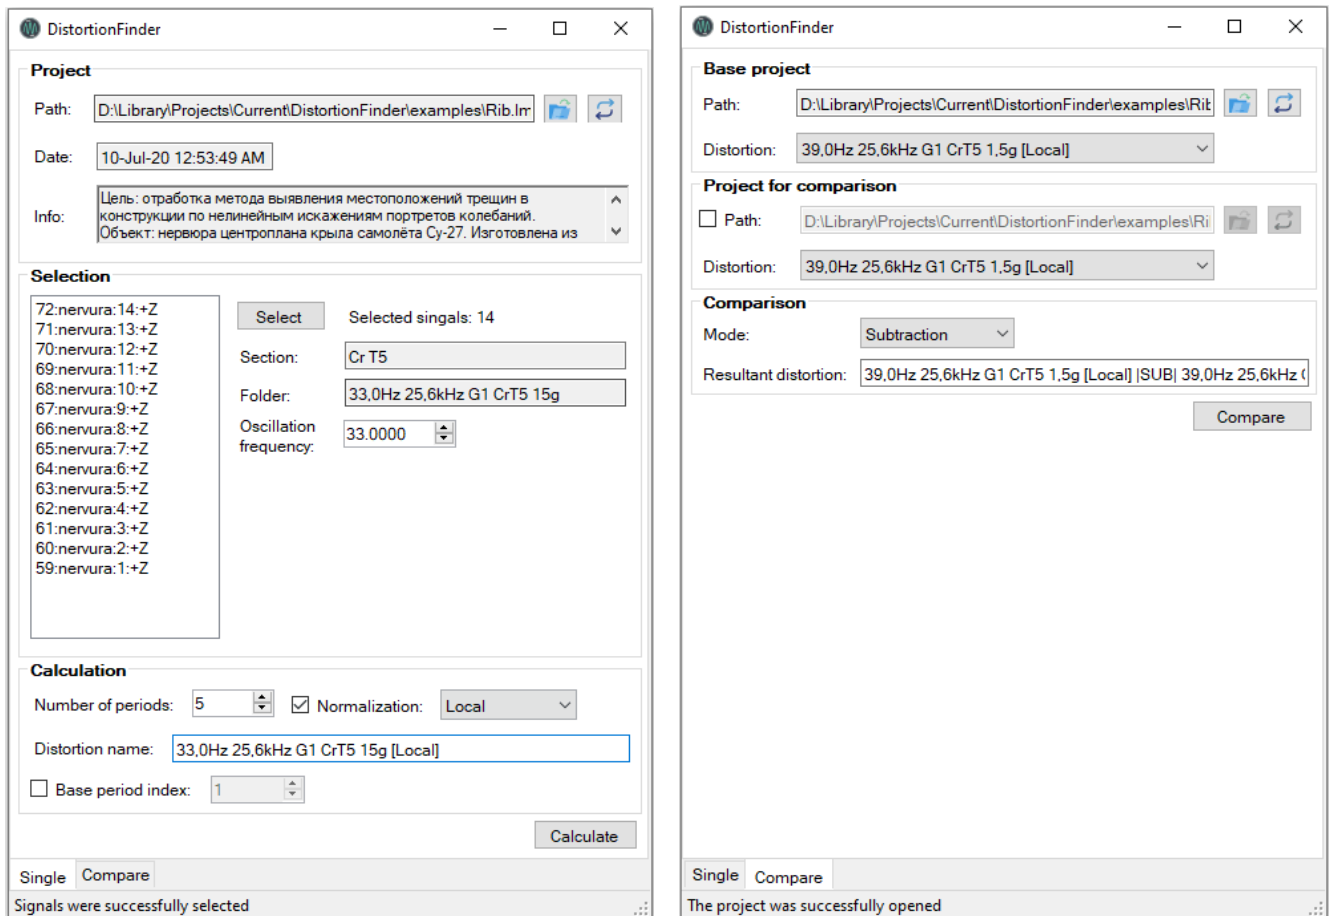 DistortionFinder
Project
Path: D:\Library\Projects\Current\DistortionFinder\examples\Rib.lm
Date: 10-Jul-20 12:53:49 AM
Info: Цель: отработка метода выявления местоположений трещин в
конструкции по нелинейным искажениям портретов колебаний.
Объект: нервюра центроплана крыла самолёта Су-27. Изготовлена из
Selection
72:nervura:14:+Z
71:nervura:13:+Z
70:nervura:12:+Z
69:nervura:11:+Z
68:nervura:10:+Z
67:nervura:9:+Z
66:nervura:8:+Z
65:nervura:7:+Z
64:nervura:6:+Z
63:nervura:5:+Z
62:nervura:4:+Z
61:nervura:3:+Z
60:nervura:2:+Z
59:nervura:1:+Z
Select Selected singals: 14
Section: Cr T5
Folder: 33,0Hz 25,6kHz G1 CrT5 15g
Oscillation
frequency: 33.0000
Calculation
Number of periods: 5 Normalization: Local
Distortion name: 33,0Hz 25,6kHz G1 CrT5 15g [Local]
Base period index: 1
Calculate
Single Compare
Signals were successfully selected
DistortionFinder
Base project
Path: D:\Library\Projects\Current\DistortionFinder\examples\Rit
Distortion: 39,0Hz 25,6kHz G1 CrT5 1,5g [Local]
Project for comparison
Path: D:\Library\Projects\Current\DistortionFinder\examples\Ri
Distortion: 39,0Hz 25,6kHz G1 CrT5 1,5g [Local]
Comparison
Mode: Subtraction
Resultant distortion: 39,0Hz 25,6kHz G1 CrT5 1,5g [Local] |SUB| 39,0Hz 25,6kHz (
Compare
Single Compare
The project was successfully opened